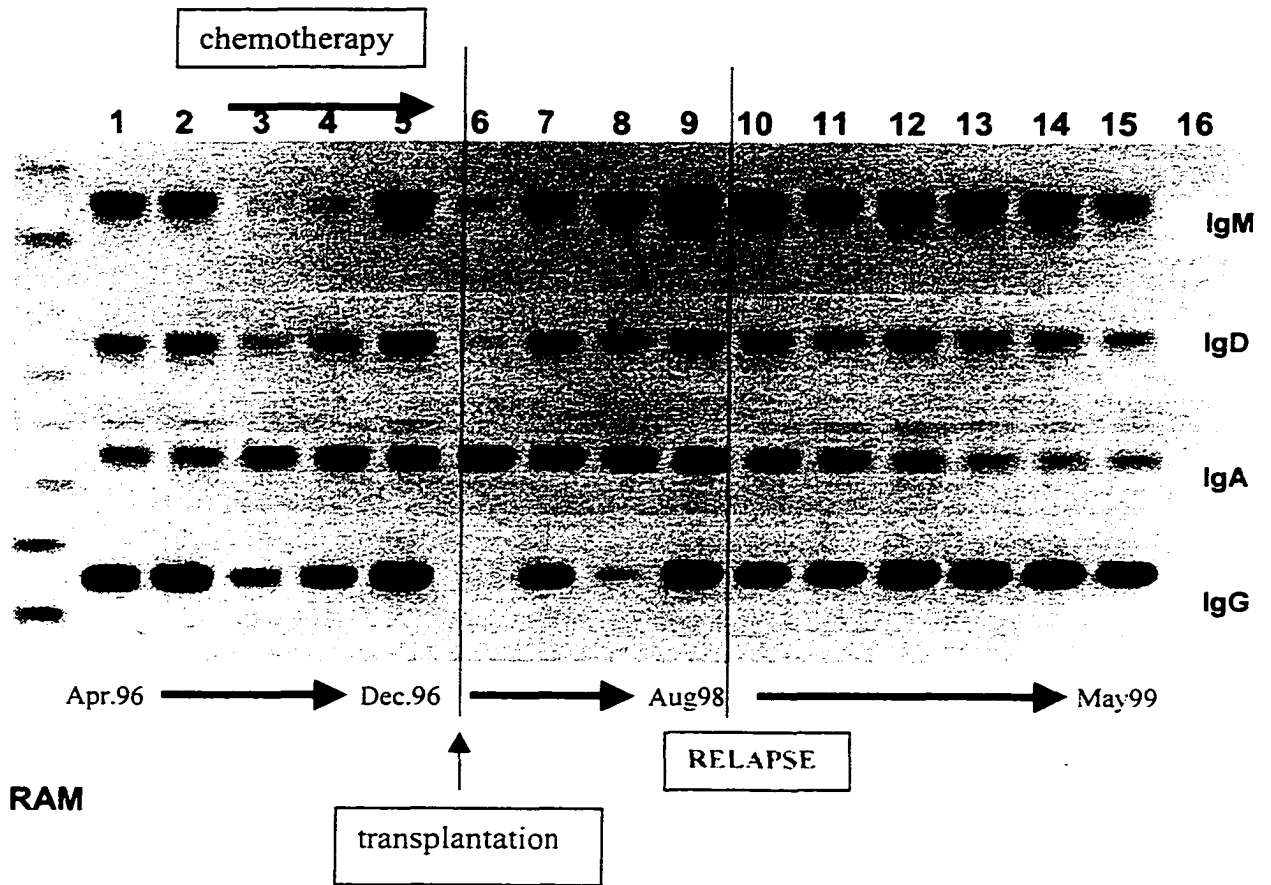 chemotherapy
1 2 3 4 5 6 7 8 9 10 11 12 13 14 15 16
IgM
IgD
IgA
IgG
Apr.96 Dec.96 Aug98 May99
RELAPSE
RAM
transplantation